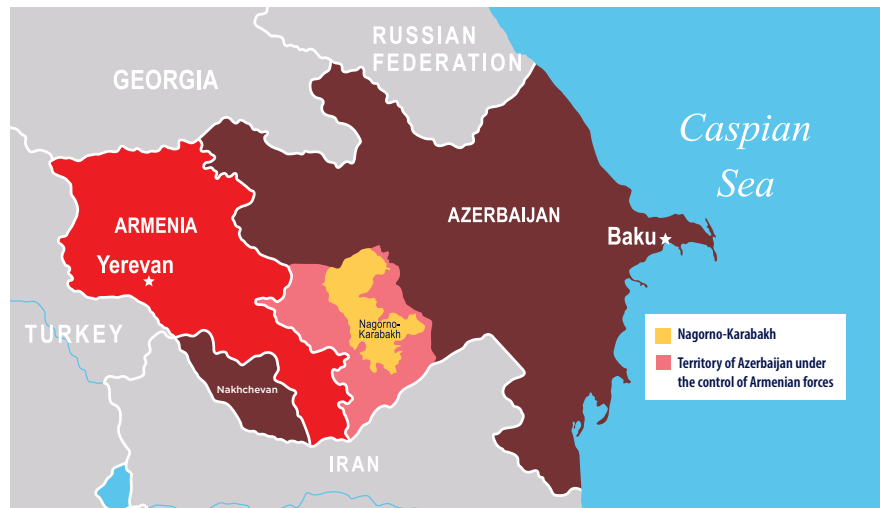 RUSSIAN
FEDERATION
GEORGIA
Caspian
Sea
ARMENIA
AZERBAIJAN
Yerevan
Baku
TURKEY
Nagorno-
Karabakh
Nakhchevan
IRAN
Nagorno-Karabakh
Territory of Azerbaijan under
the control of Armenian forces